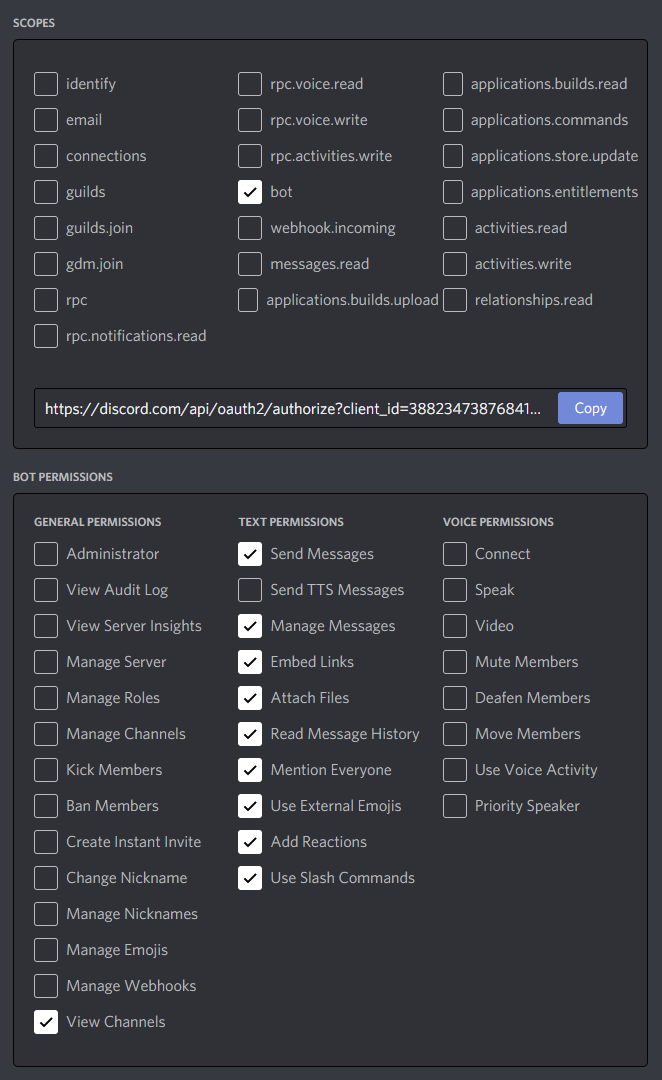 SCOPES
identify
rpc.voice.read
applications.builds.read
email
rpc.voice.write
applications.commands
connections
rpc.activities.write
applications.store.update
guilds
bot
applications.entitlements
guilds.join
webhook.incoming
activities.read
gdm.join
messages.read
activities.write
rpc
applications.builds.upload
relationships.read
rpc.notifications.read
https://discord.com/api/oauth2/authorize?client_id=38823473876841...
Copy
BOT PERMISSIONS
GENERAL PERMISSIONS
Administrator
View Audit Log
View Server Insights
Manage Server
Manage Roles
Manage Channels
Kick Members
Ban Members
Create Instant Invite
Change Nickname
Manage Nicknames
Manage Emojis
Manage Webhooks
View Channels
TEXT PERMISSIONS
Send Messages
Send TTS Messages
Manage Messages
Embed Links
Attach Files
Read Message History
Mention Everyone
Use External Emojis
Add Reactions
Use Slash Commands
VOICE PERMISSIONS
Connect
Speak
Video
Mute Members
Deafen Members
Move Members
Use Voice Activity
Priority Speaker